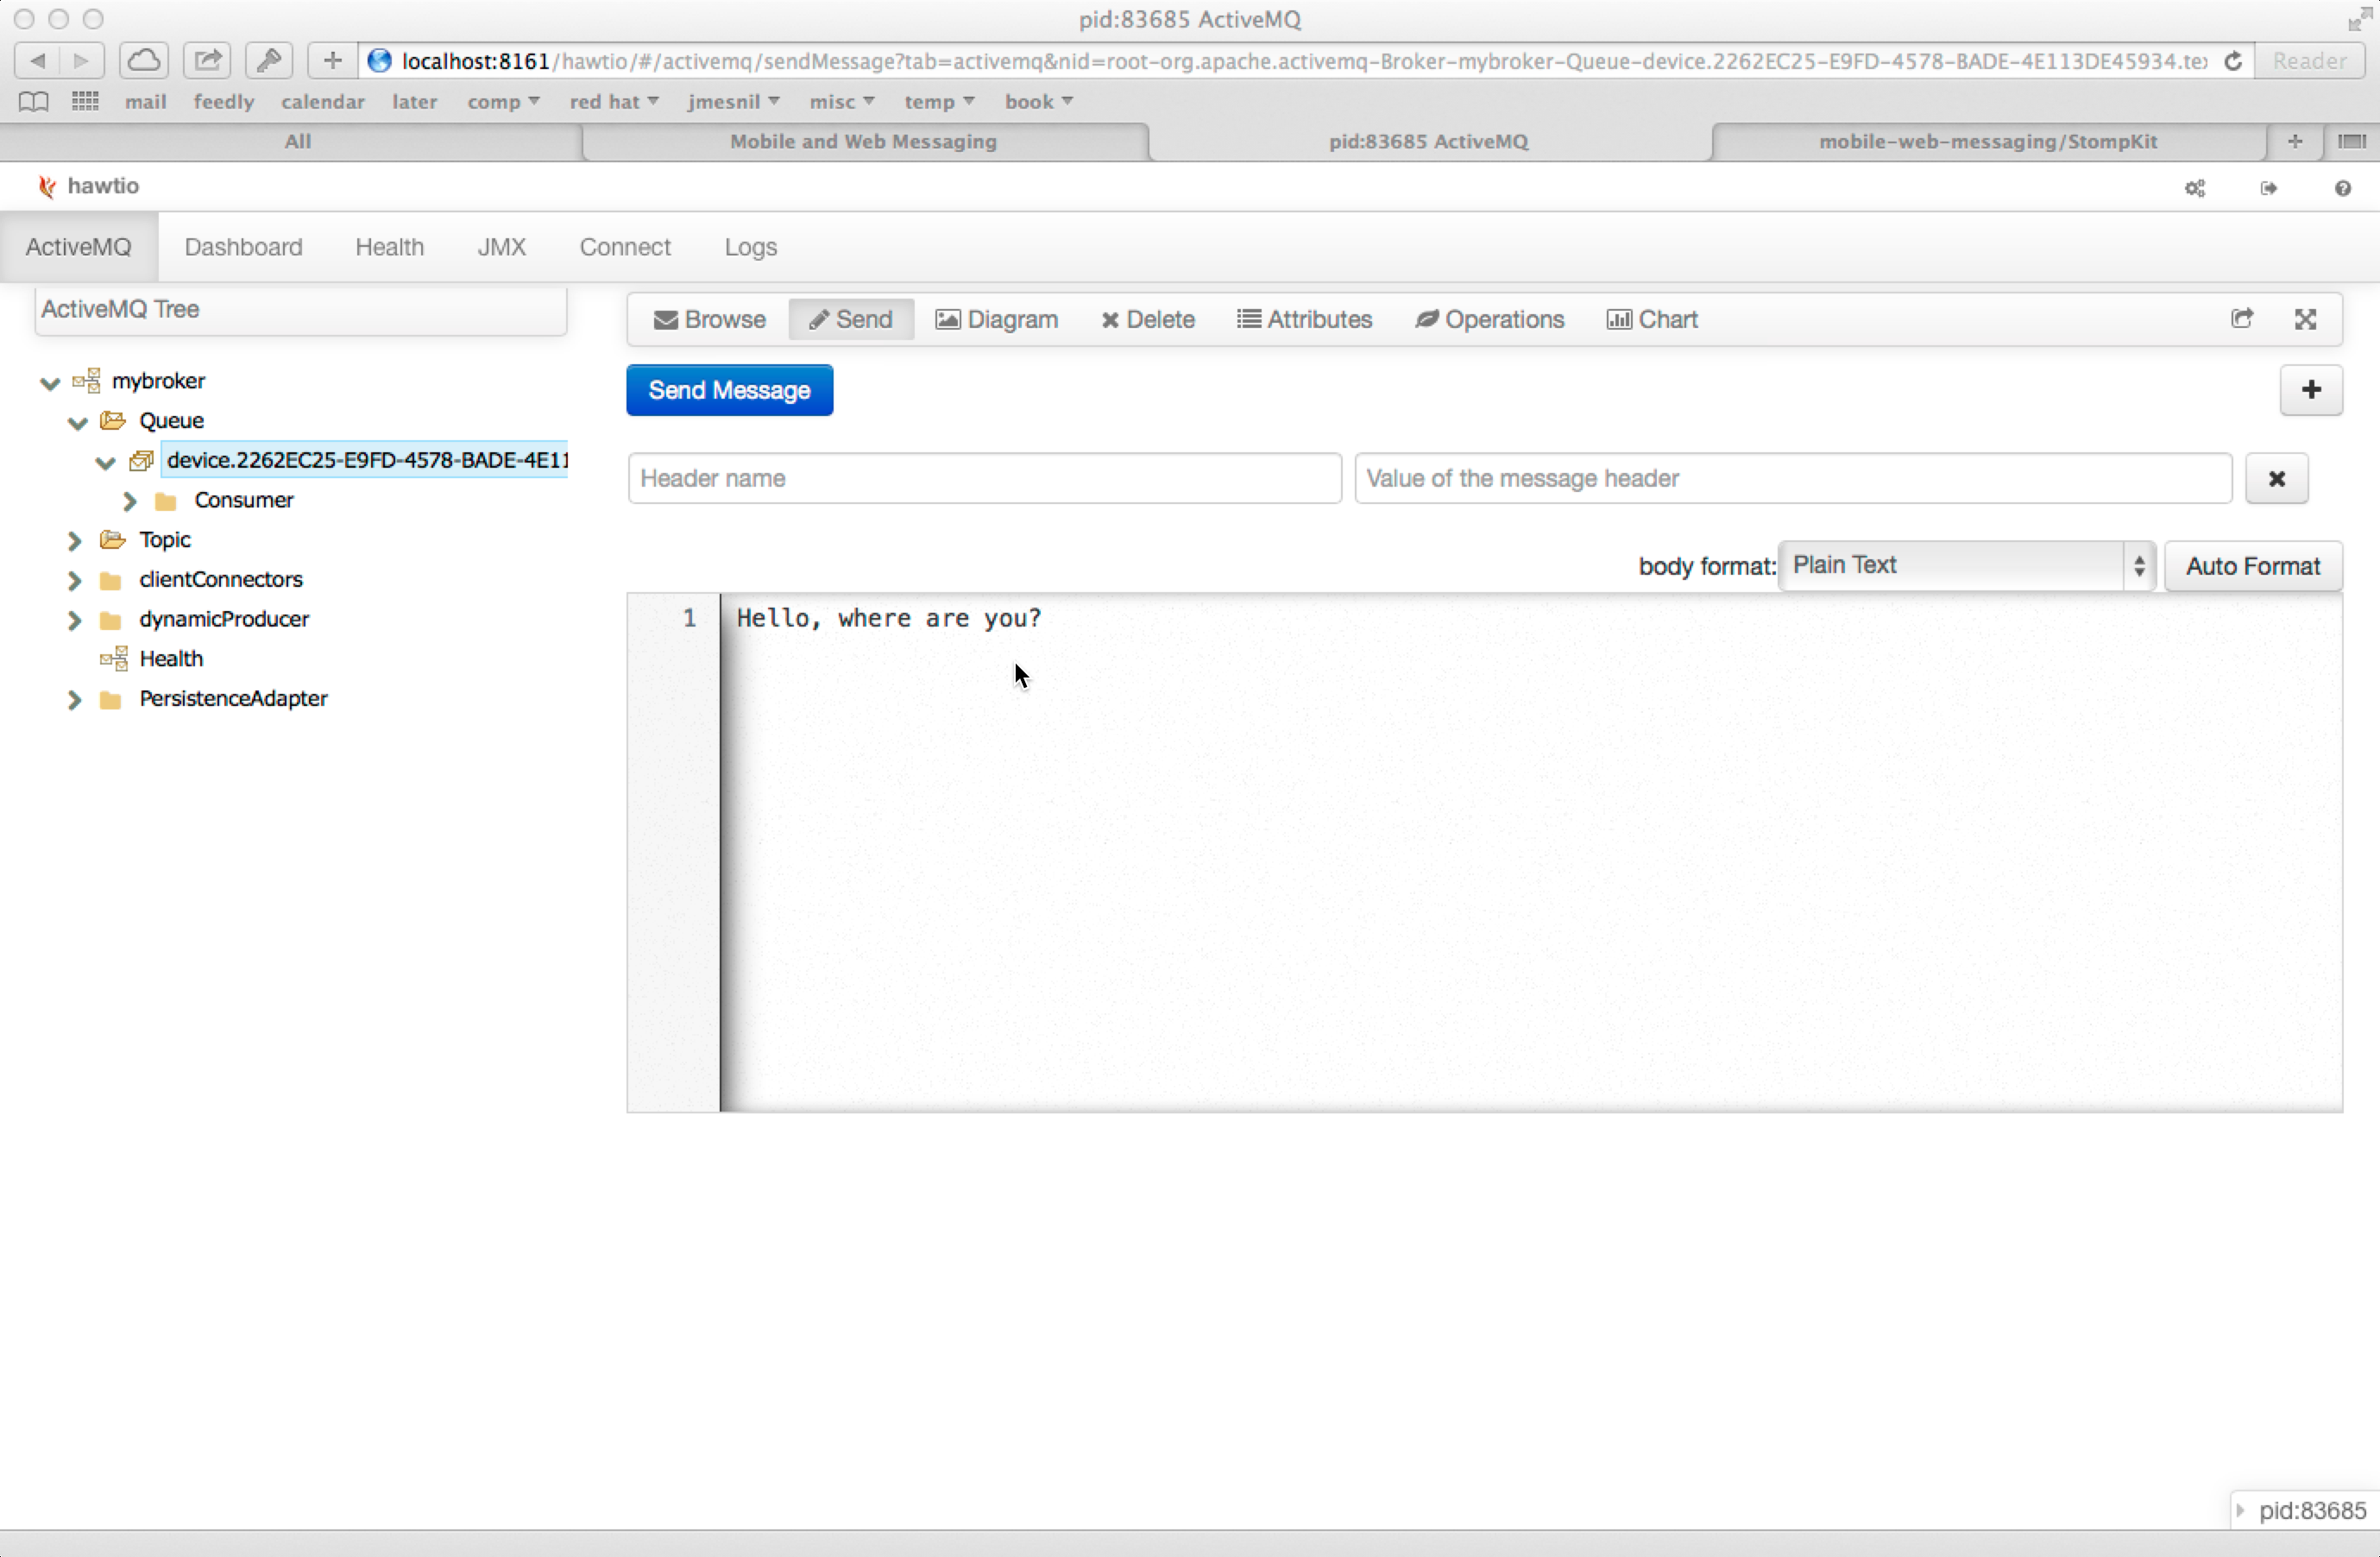 pid:83685 ActiveMQ
localhost:8161/hawtio/#/activemq/sendMessage?tab=activemq&nid=root-org.apache.activemq-Broker-mybroker-Queue-device.2262EC25-E9FD-4578-BADE-4E113DE45934.tex
Reader
mail feedly calendar later comp red hat jmesnil misc temp book
All
Mobile and Web Messaging
pid:83685 ActiveMQ
mobile-web-messaging/StompKit
hawtio
ActiveMQ Dashboard Health JMX Connect Logs
ActiveMQ Tree
mybroker
Queue
device.2262EC25-E9FD-4578-BADE-4E11
Consumer
Topic
clientConnectors
dynamicProducer
Health
PersistenceAdapter
Browse Send Diagram Delete Attributes Operations Chart
Send Message
Header name
Value of the message header
body format: Plain Text
Auto Format
1 Hello, where are you?
pid:83685